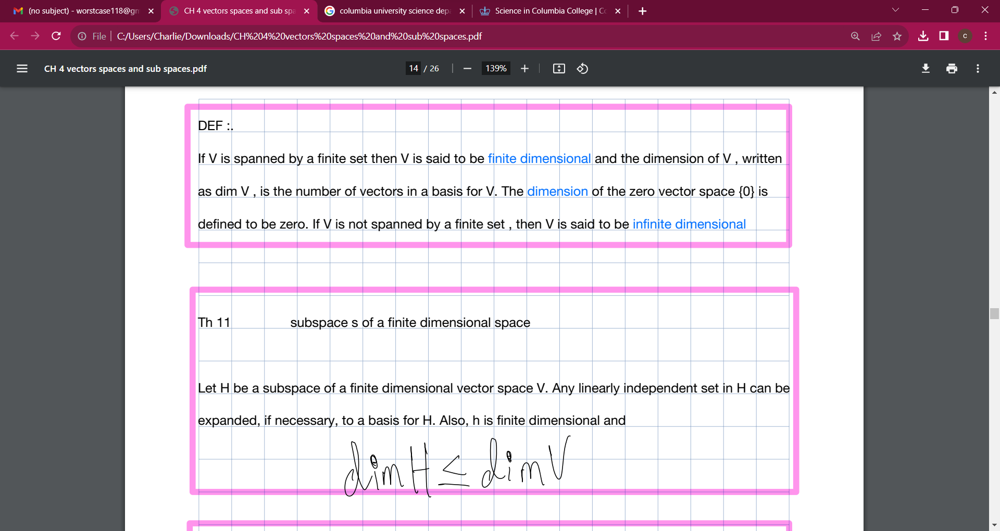 (no subject) - worstcase118@gm
CH 4 vectors spaces and sub spa
columbia university science depa
Science in Columbia College | Co
File
C:/Users/Charlie/Downloads/CH%204%20vectors%20spaces%20and%20sub%20spaces.pdf
C
CH 4 vectors spaces and sub spaces.pdf
14 / 26
139%
DEF :.
If V is spanned by a finite set then V is said to be finite dimensional and the dimension of V , written
as dim V , is the number of vectors in a basis for V. The dimension of the zero vector space {0} is
defined to be zero. If V is not spanned by a finite set , then V is said to be infinite dimensional
Th 11 subspace s of a finite dimensional space
Let H be a subspace of a finite dimensional vector space V. Any linearly independent set in H can be
expanded, if necessary, to a basis for H. Also, h is finite dimensional and
dim H ≤ dim V